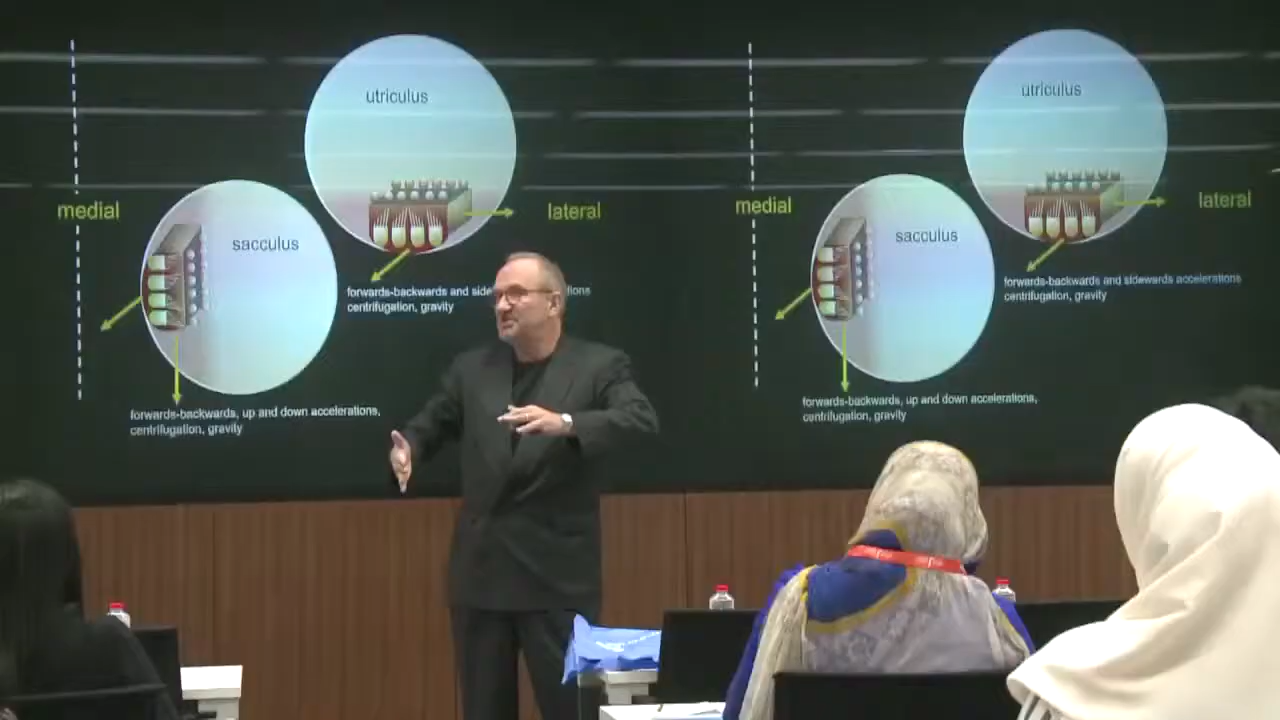 utriculus
medial
lateral
sacculus
forwards-backwards and side
centrifugation, gravity
forwards-backwards, up and down accelerations,
centrifugation, gravity
utriculus
medial
lateral
sacculus
forwards-backwards and sidewards accelerations
centrifugation, gravity
forwards-backwards, up and down accelerations,
centrifugation, gravity